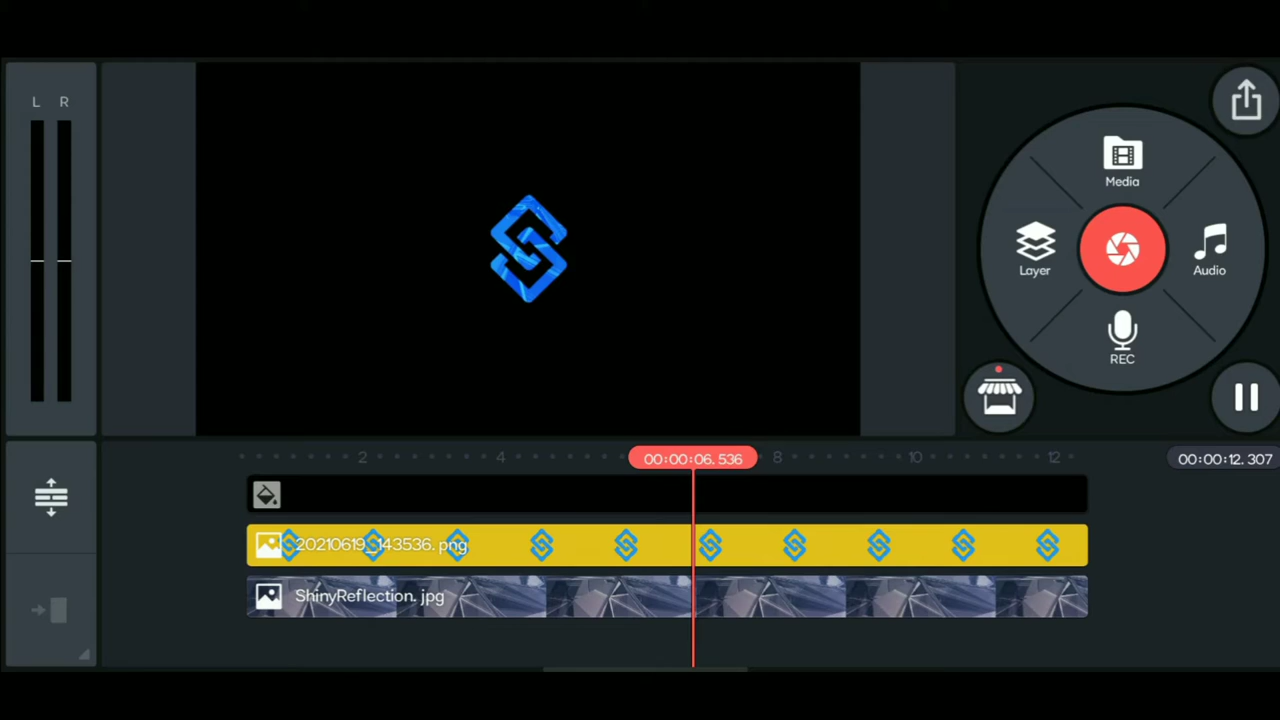 L R
Media
Layer
Audio
REC
2 4 00:00:06.536 8 10 12 00:00:12.307
20210619_143536.png
ShinyReflection.jpg